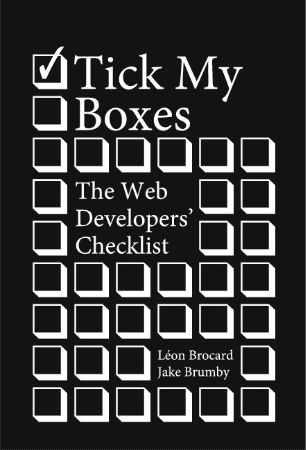 Tick My
Boxes
The Web
Developers’
Checklist
Léon Brocard
Jake Brumby